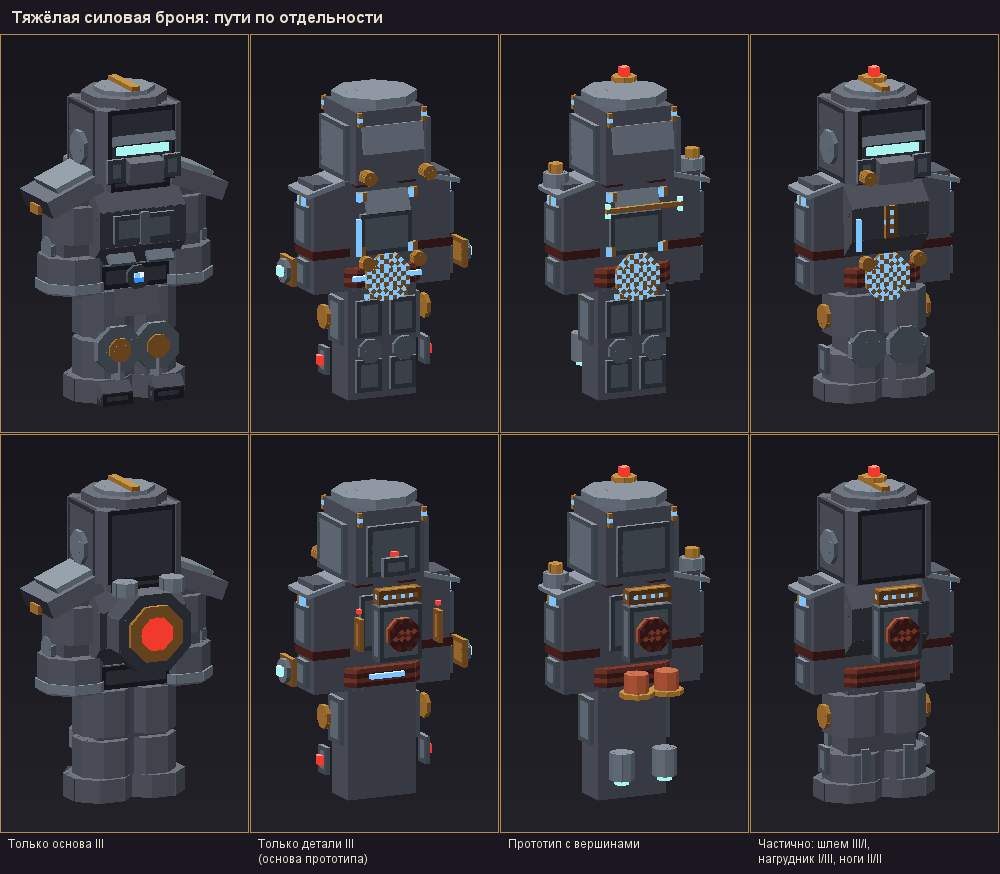 Тяжёлая силовая броня: пути по отдельности
Только основа III
Только детали III
(основа прототипа)
Прототип с вершинами
Частично: шлем III/I,
нагрудник I/III, ноги II/II